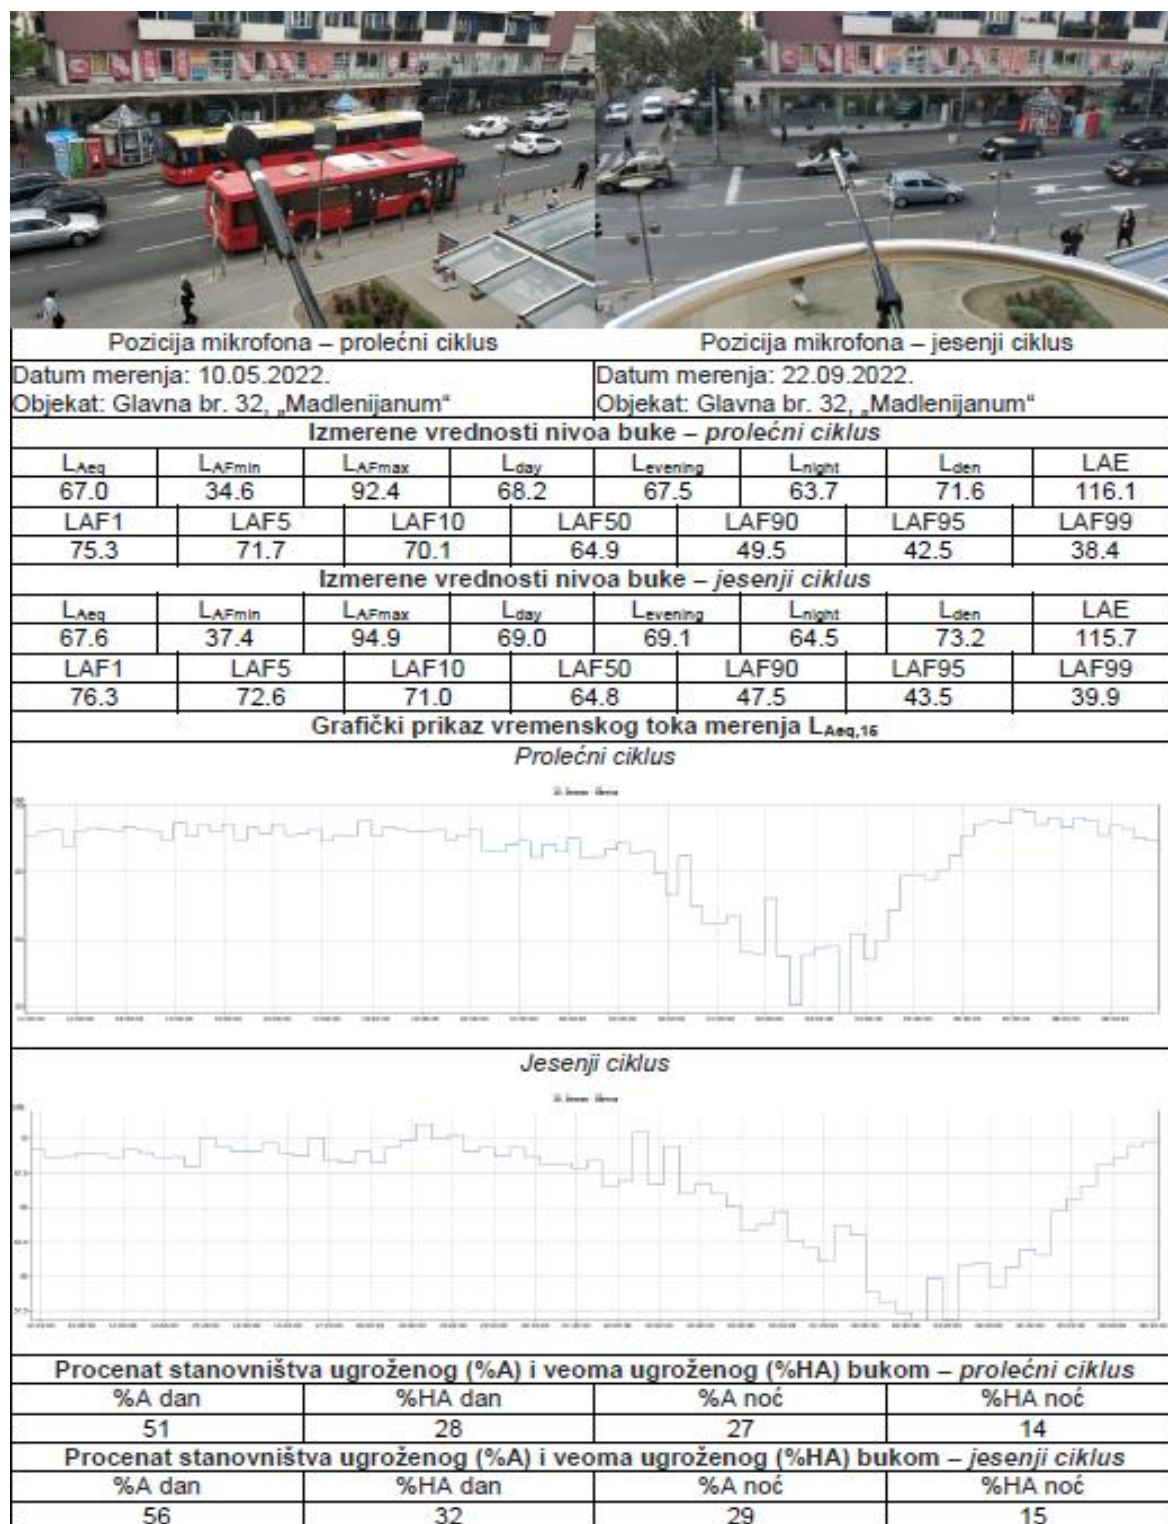 Pozicija mikrofona – prolećni ciklus Pozicija mikrofona – jesenji ciklus
Datum merenja: 10.05.2022. Datum merenja: 22.09.2022.
Objekat: Glavna br. 32, „Madlenijanum“ Objekat: Glavna br. 32, „Madlenijanum“
Izmerene vrednosti nivoa buke – prolećni ciklus
LAeq LAFmin LAFmax Lday Levening Lnight Lden LAE
67.0 34.6 92.4 68.2 67.5 63.7 71.6 116.1
LAF1 LAF5 LAF10 LAF50 LAF90 LAF95 LAF99
75.3 71.7 70.1 64.9 49.5 42.5 38.4
Izmerene vrednosti nivoa buke – jesenji ciklus
LAeq LAFmin LAFmax Lday Levening Lnight Lden LAE
67.6 37.4 94.9 69.0 69.1 64.5 73.2 115.7
LAF1 LAF5 LAF10 LAF50 LAF90 LAF95 LAF99
76.3 72.6 71.0 64.8 47.5 43.5 39.9
Grafički prikaz vremenskog toka merenja LAeq,15
Prolećni ciklus
Jesenji ciklus
Procenat stanovništva ugroženog (%A) i veoma ugroženog (%HA) bukom – prolećni ciklus
%A dan %HA dan %A noć %HA noć
51 28 27 14
Procenat stanovništva ugroženog (%A) i veoma ugroženog (%HA) bukom – jesenji ciklus
%A dan %HA dan %A noć %HA noć
56 32 29 15